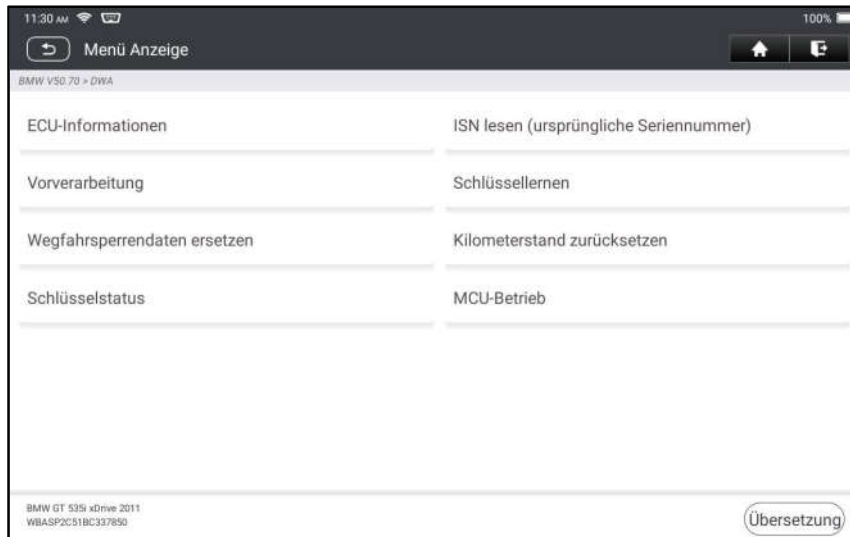 11:30 AM 100%
Menü Anzeige
BMW V50.70 > DWA
ECU-Informationen
ISN lesen (ursprüngliche Seriennummer)
Vorverarbeitung
Schlüssellernen
Wegfahrsperrendaten ersetzen
Kilometerstand zurücksetzen
Schlüsselstatus
MCU-Betrieb
BMW GT 535i xDrive 2011
WBASP2C51BC337850
Übersetzung